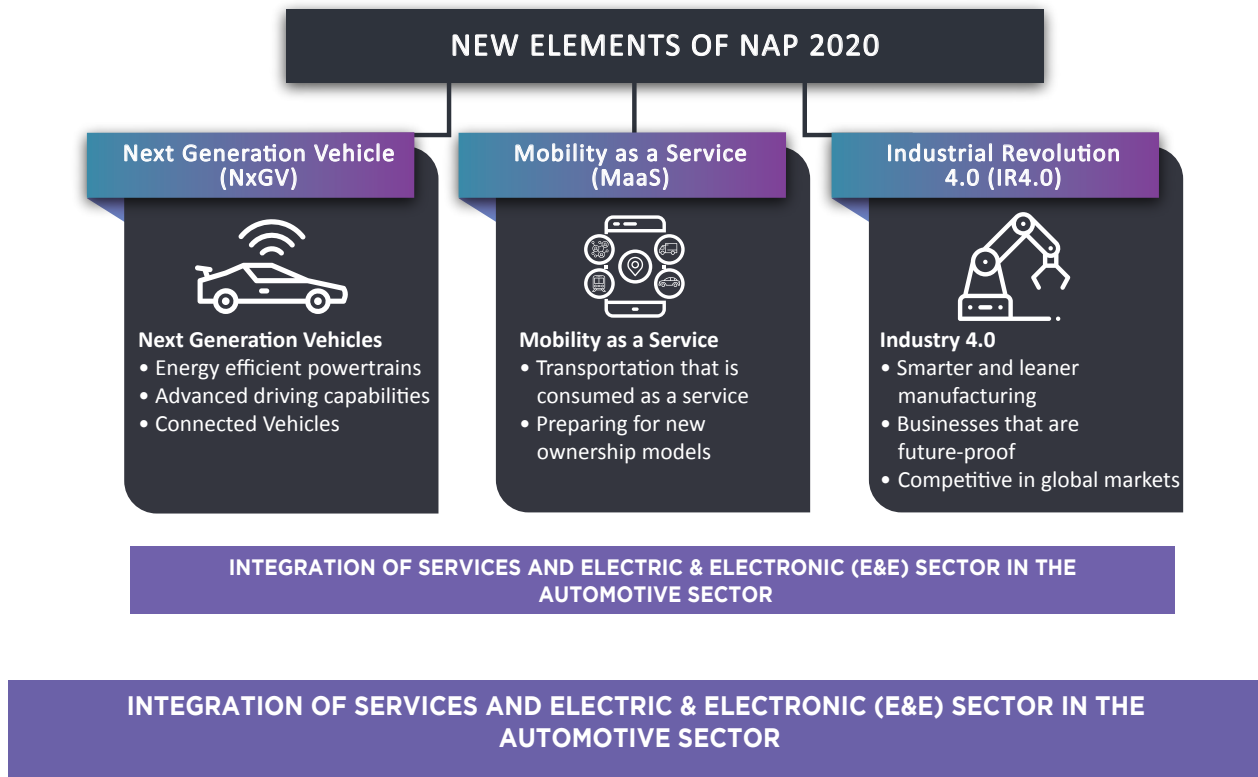 NEW ELEMENTS OF NAP 2020
Next Generation Vehicle
(NxGV)
Next Generation Vehicles
• Energy efficient powertrains
• Advanced driving capabilities
• Connected Vehicles
Mobility as a Service
(MaaS)
Mobility as a Service
• Transportation that is
consumed as a service
• Preparing for new
ownership models
Industrial Revolution
4.0 (IR4.0)
Industry 4.0
• Smarter and leaner
manufacturing
• Businesses that are
future-proof
• Competitive in global markets
INTEGRATION OF SERVICES AND ELECTRIC & ELECTRONIC (E&E) SECTOR IN THE
AUTOMOTIVE SECTOR
INTEGRATION OF SERVICES AND ELECTRIC & ELECTRONIC (E&E) SECTOR IN THE
AUTOMOTIVE SECTOR